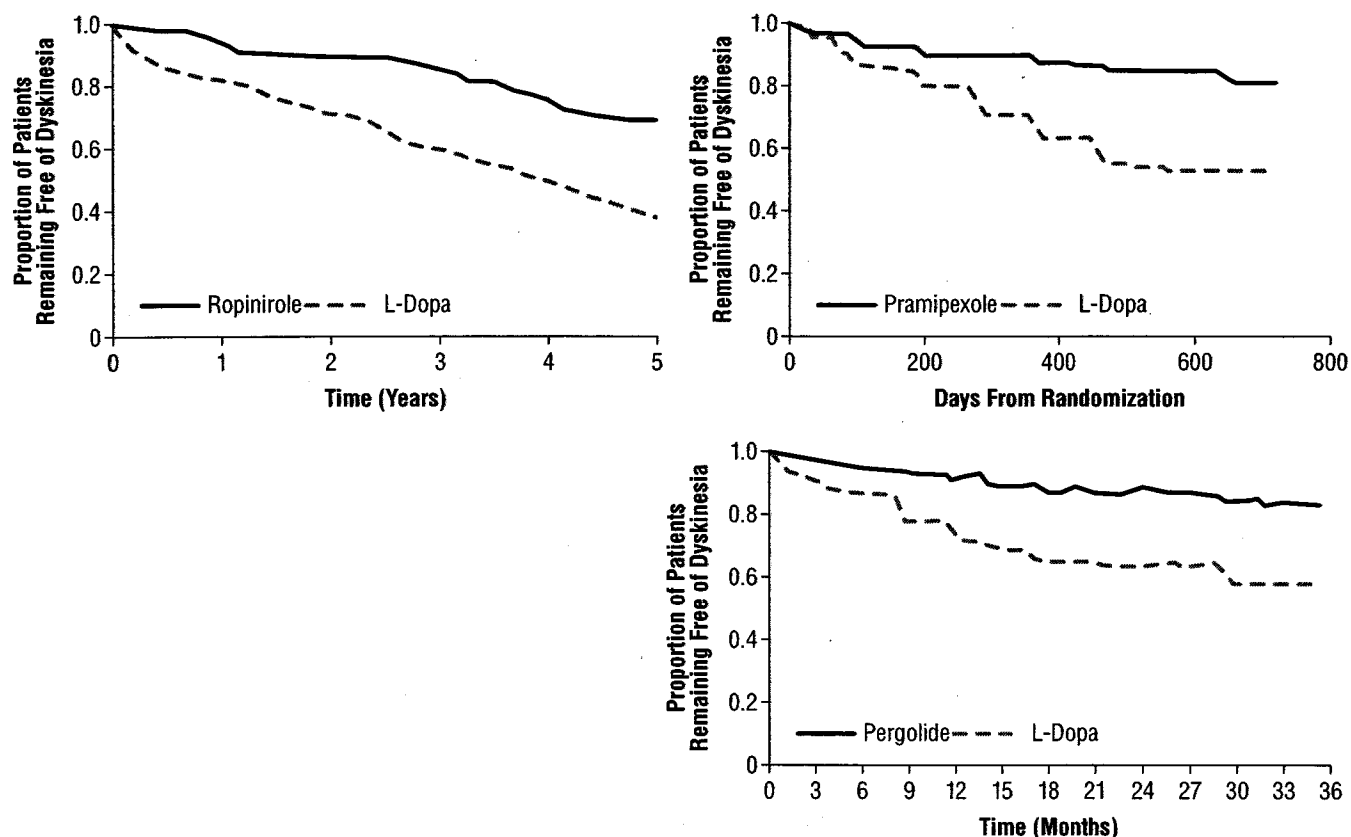 Proportion of Patients
Remaining Free of Dyskinesia
1.0
0.8
0.6
0.4
0.2
0
Ropinirole
L-Dopa
0 1 2 3 4 5
Time (Years)
Proportion of Patients
Remaining Free of Dyskinesia
1.0
0.8
0.6
0.4
0.2
0
Pramipexole
L-Dopa
0 200 400 600 800
Days From Randomization
Proportion of Patients
Remaining Free of Dyskinesia
1.0
0.8
0.6
0.4
0.2
0
Pergolide
L-Dopa
0 3 6 9 12 15 18 21 24 27 30 33 36
Time (Months)